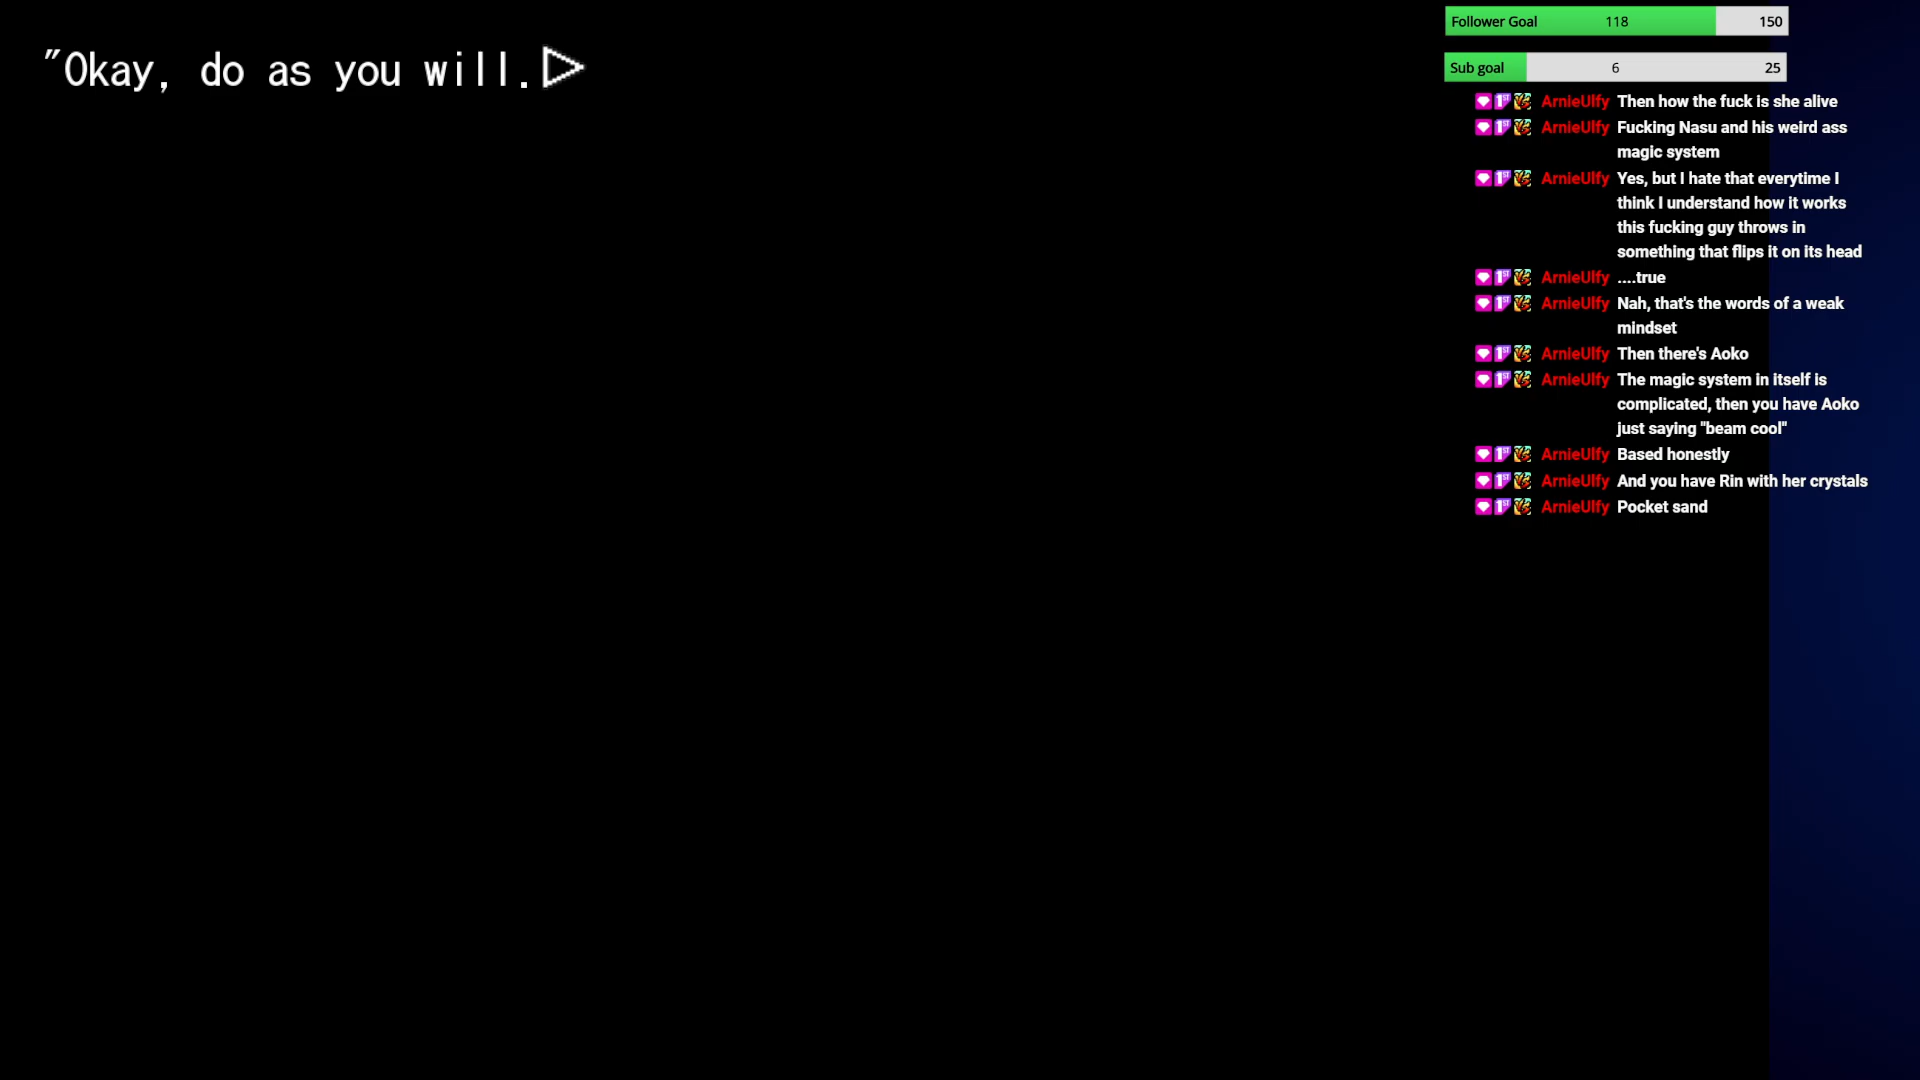 "Okay, do as you will.
Follower Goal 118 150
Sub goal 6 25
ArnieUlfy Then how the fuck is she alive
ArnieUlfy Fucking Nasu and his weird ass
magic system
ArnieUlfy Yes, but I hate that everytime I
think I understand how it works
this fucking guy throws in
something that flips it on its head
ArnieUlfy ....true
ArnieUlfy Nah, that's the words of a weak
mindset
ArnieUlfy Then there's Aoko
ArnieUlfy The magic system in itself is
complicated, then you have Aoko
just saying "beam cool"
ArnieUlfy Based honestly
ArnieUlfy And you have Rin with her crystals
ArnieUlfy Pocket sand